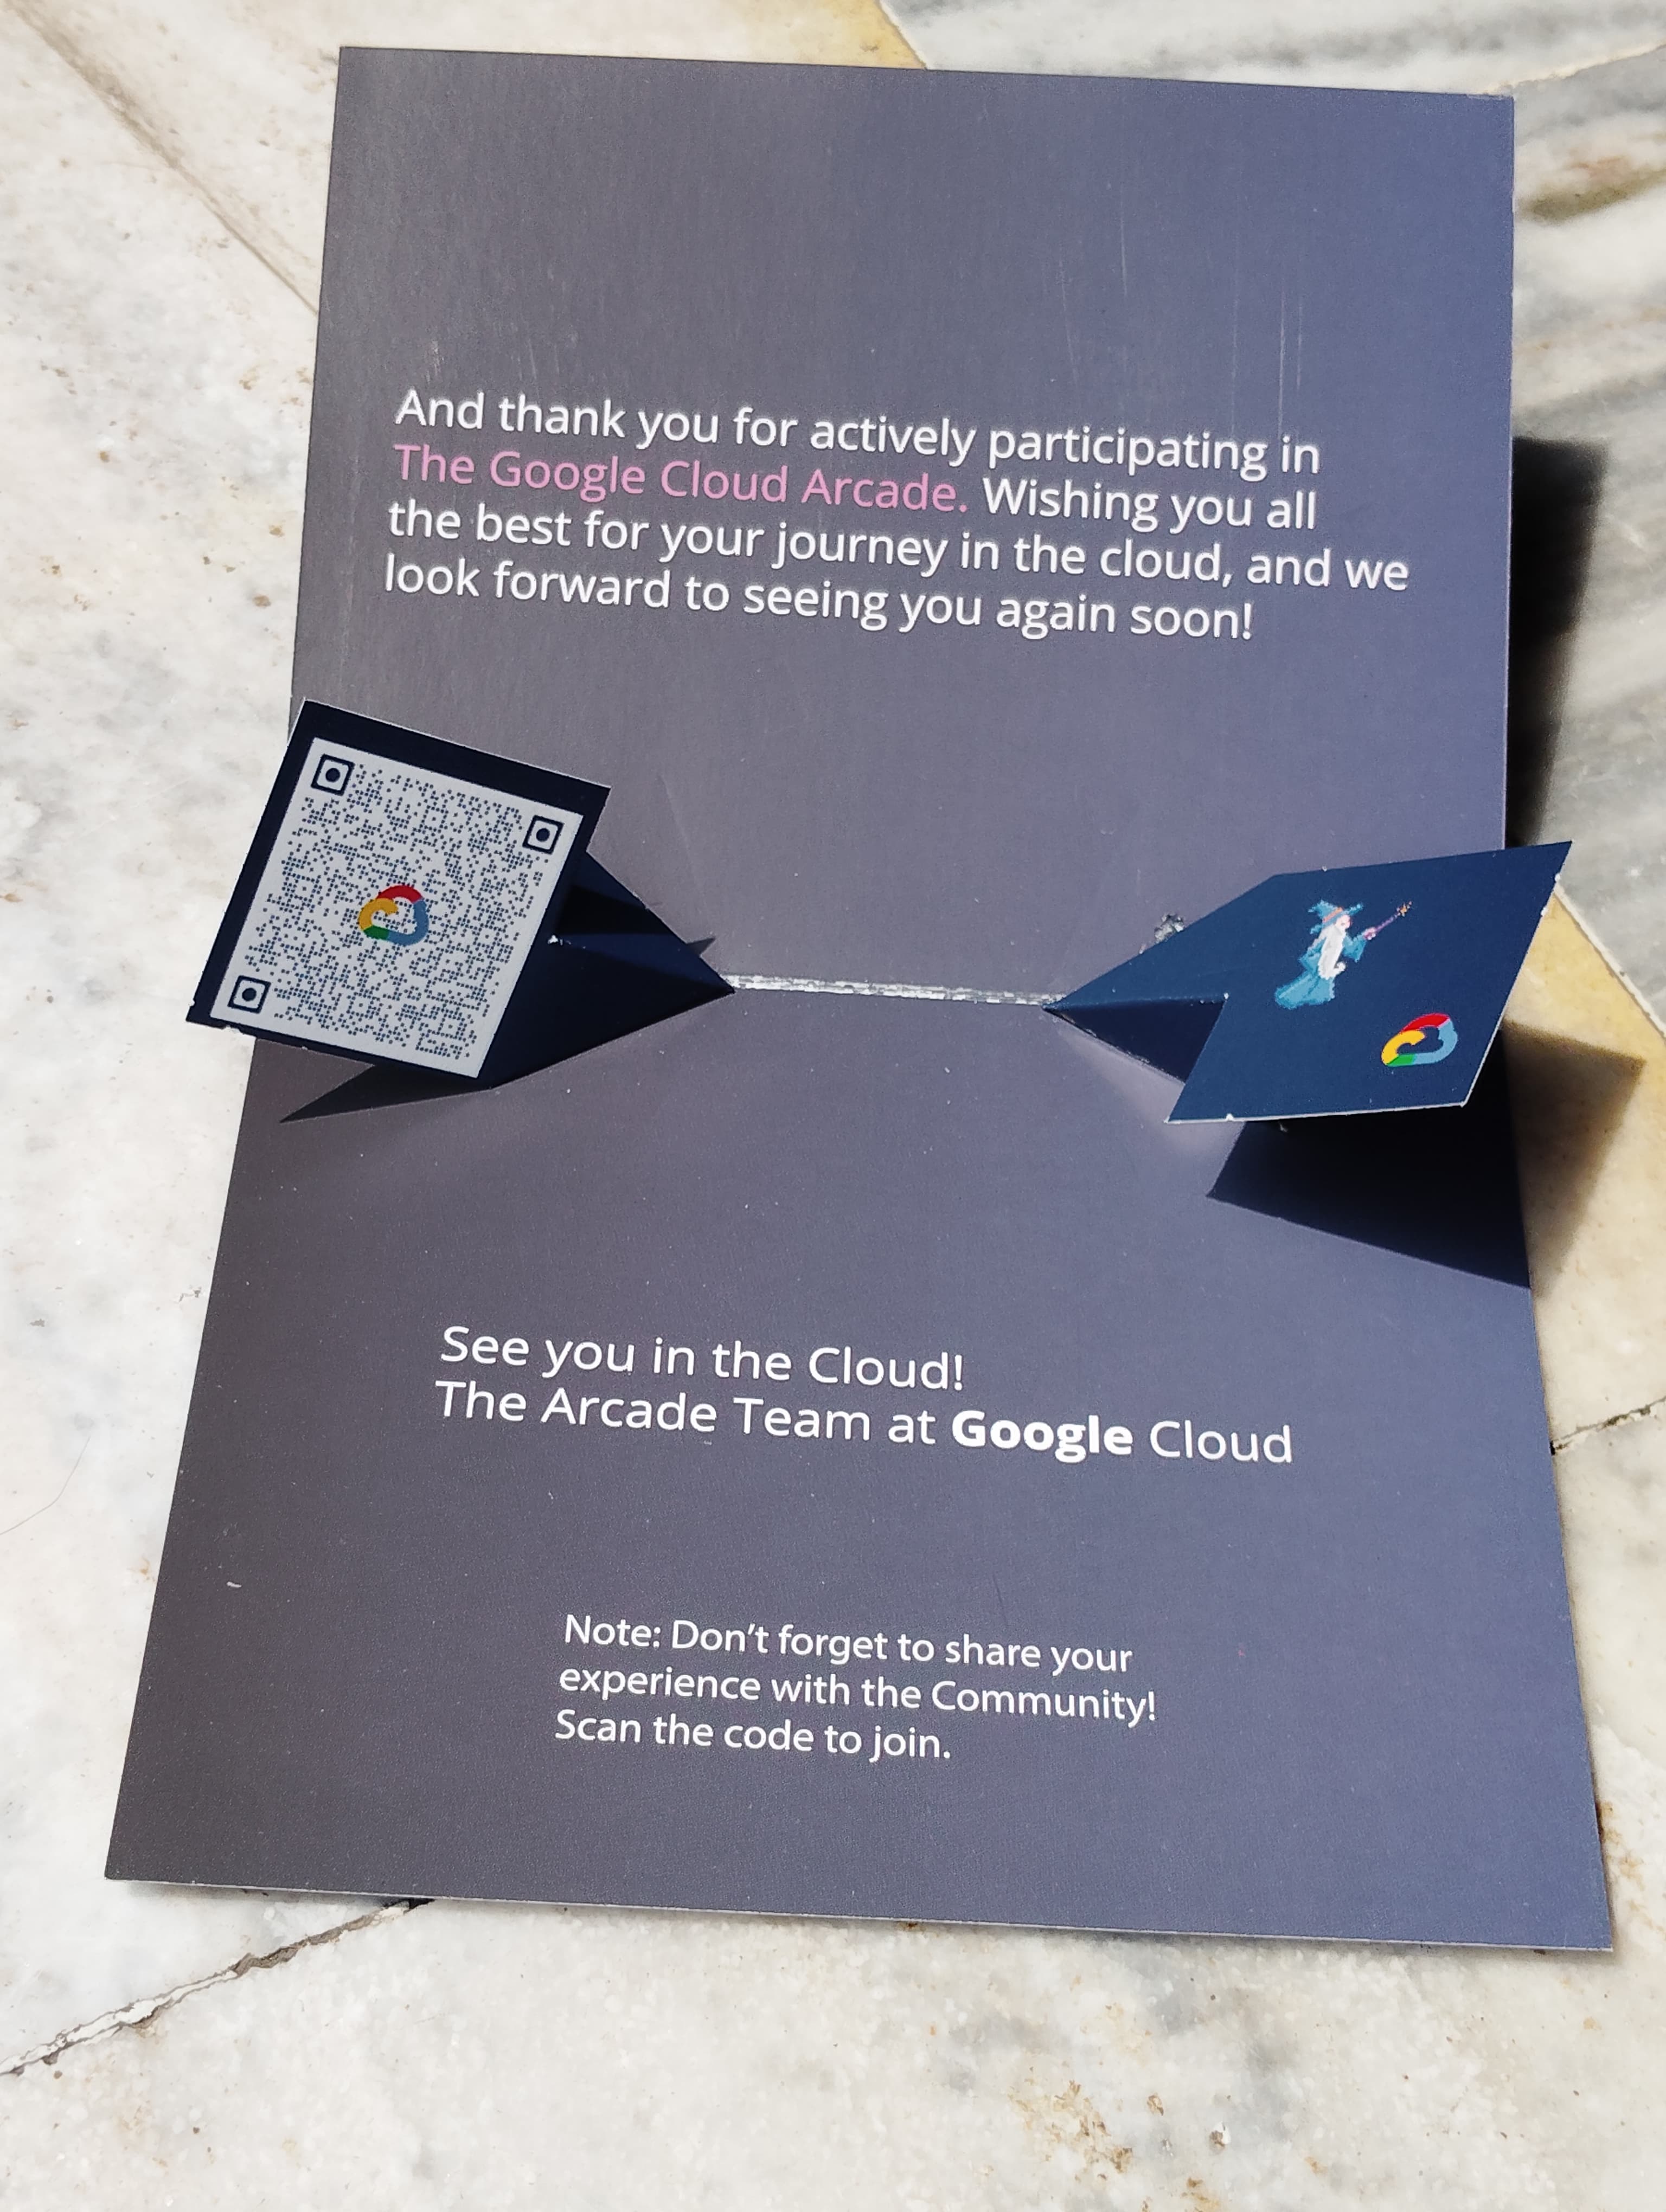 And thank you for actively participating in
The Google Cloud Arcade. Wishing you all
the best for your journey in the cloud, and we
look forward to seeing you again soon!
See you in the Cloud!
The Arcade Team at Google Cloud
Note: Don't forget to share your
experience with the Community!
Scan the code to join.